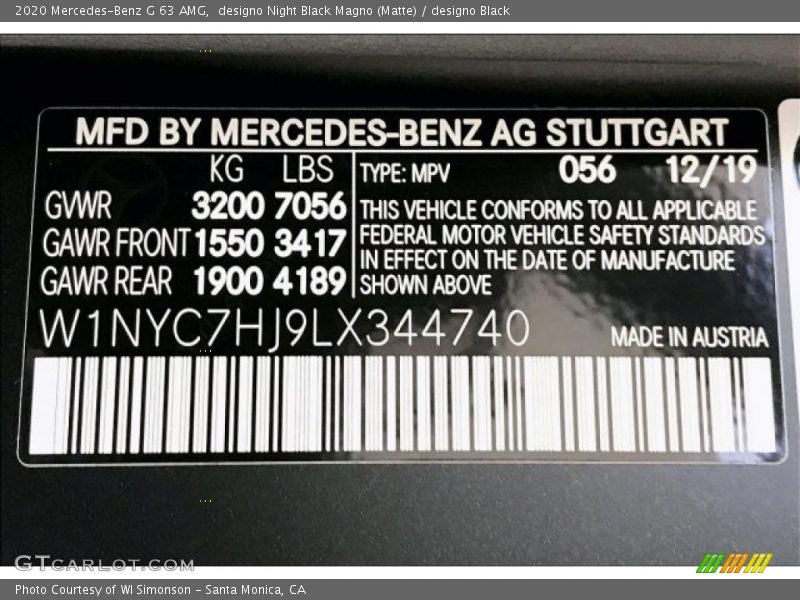 2020 Mercedes-Benz G 63 AMG,  designo Night Black Magno (Matte) / designo Black
MFD BY MERCEDES-BENZ AG STUTTGART
KG LBS
GVWR 3200 7056
GAWR FRONT 1550 3417
GAWR REAR 1900 4189
TYPE: MPV 056 12/19
THIS VEHICLE CONFORMS TO ALL APPLICABLE
FEDERAL MOTOR VEHICLE SAFETY STANDARDS
IN EFFECT ON THE DATE OF MANUFACTURE
SHOWN ABOVE
W1NYC7HJ9LX344740
MADE IN AUSTRIA
GTCARLOT.COM
Photo Courtesy of WI Simonson - Santa Monica, CA